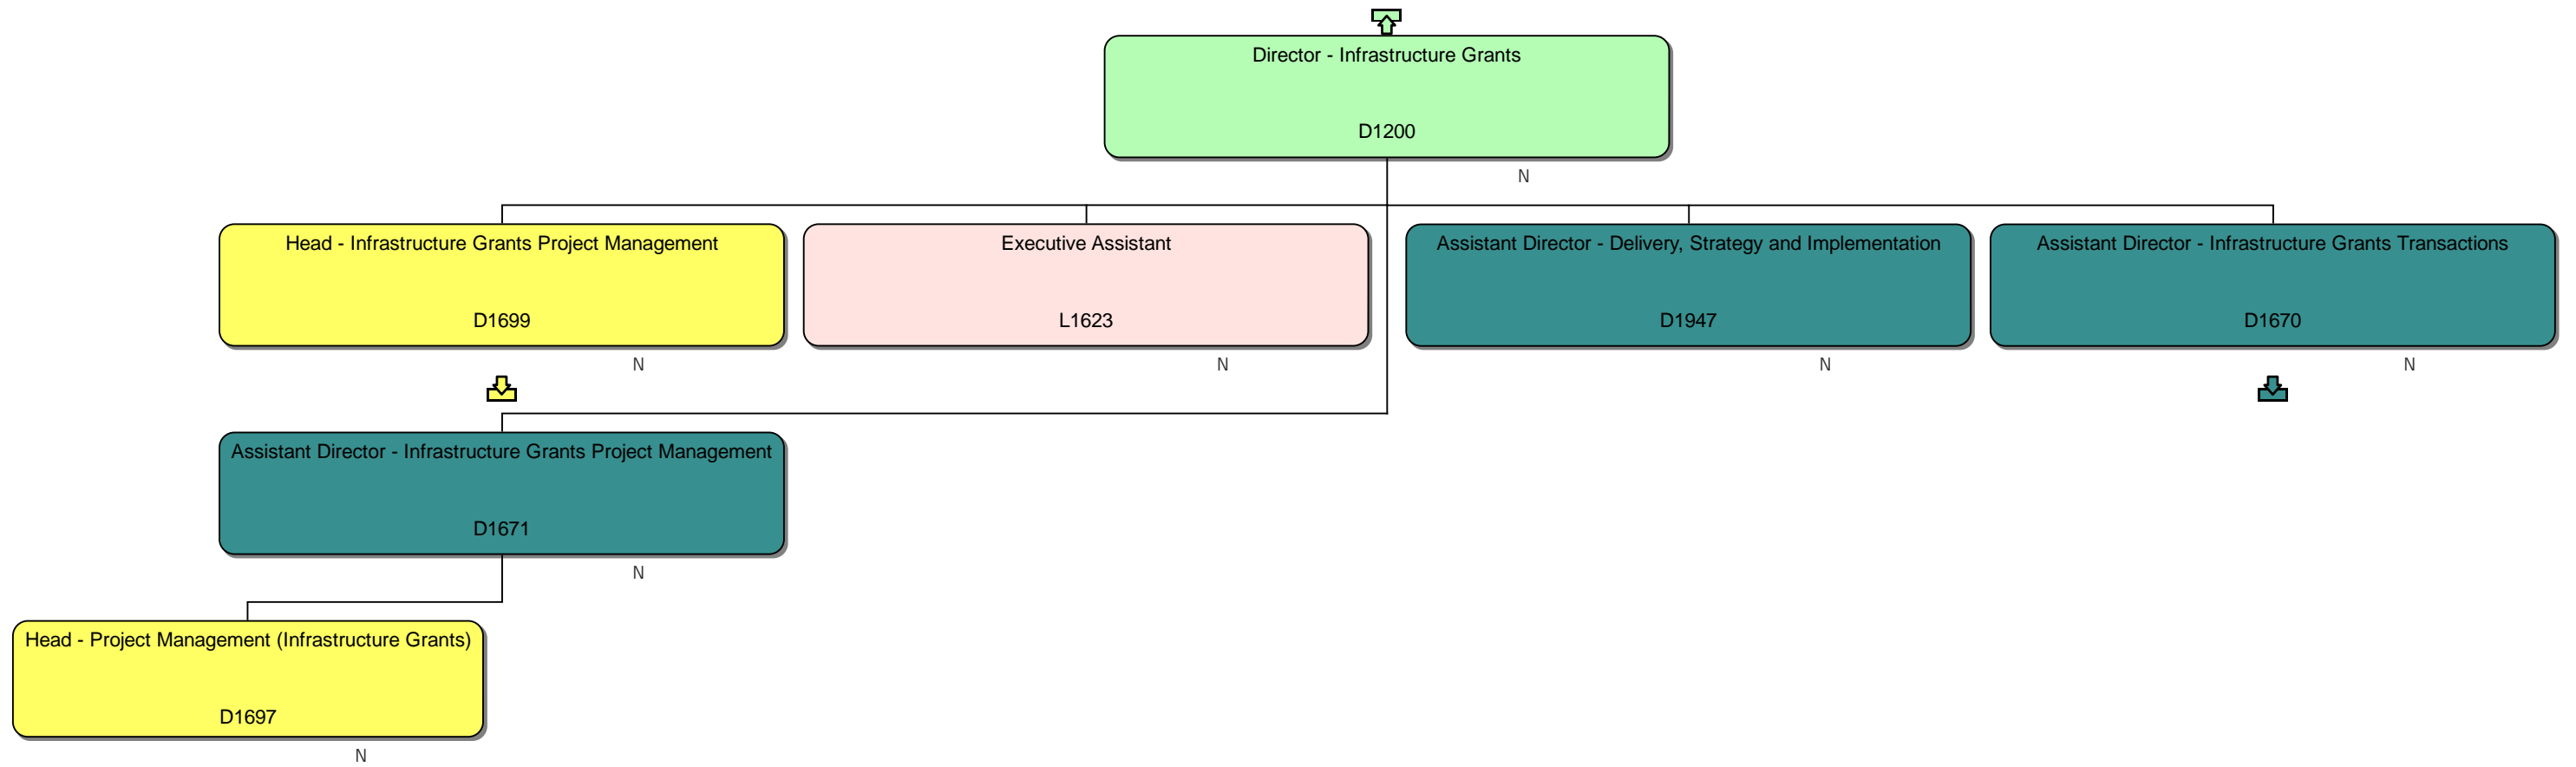 Director - Infrastructure Grants
D1200
N
Head - Infrastructure Grants Project Management
D1699
N
Executive Assistant
L1623
N
Assistant Director - Delivery, Strategy and Implementation
D1947
N
Assistant Director - Infrastructure Grants Transactions
D1670
N
Assistant Director - Infrastructure Grants Project Management
D1671
N
Head - Project Management (Infrastructure Grants)
D1697
N